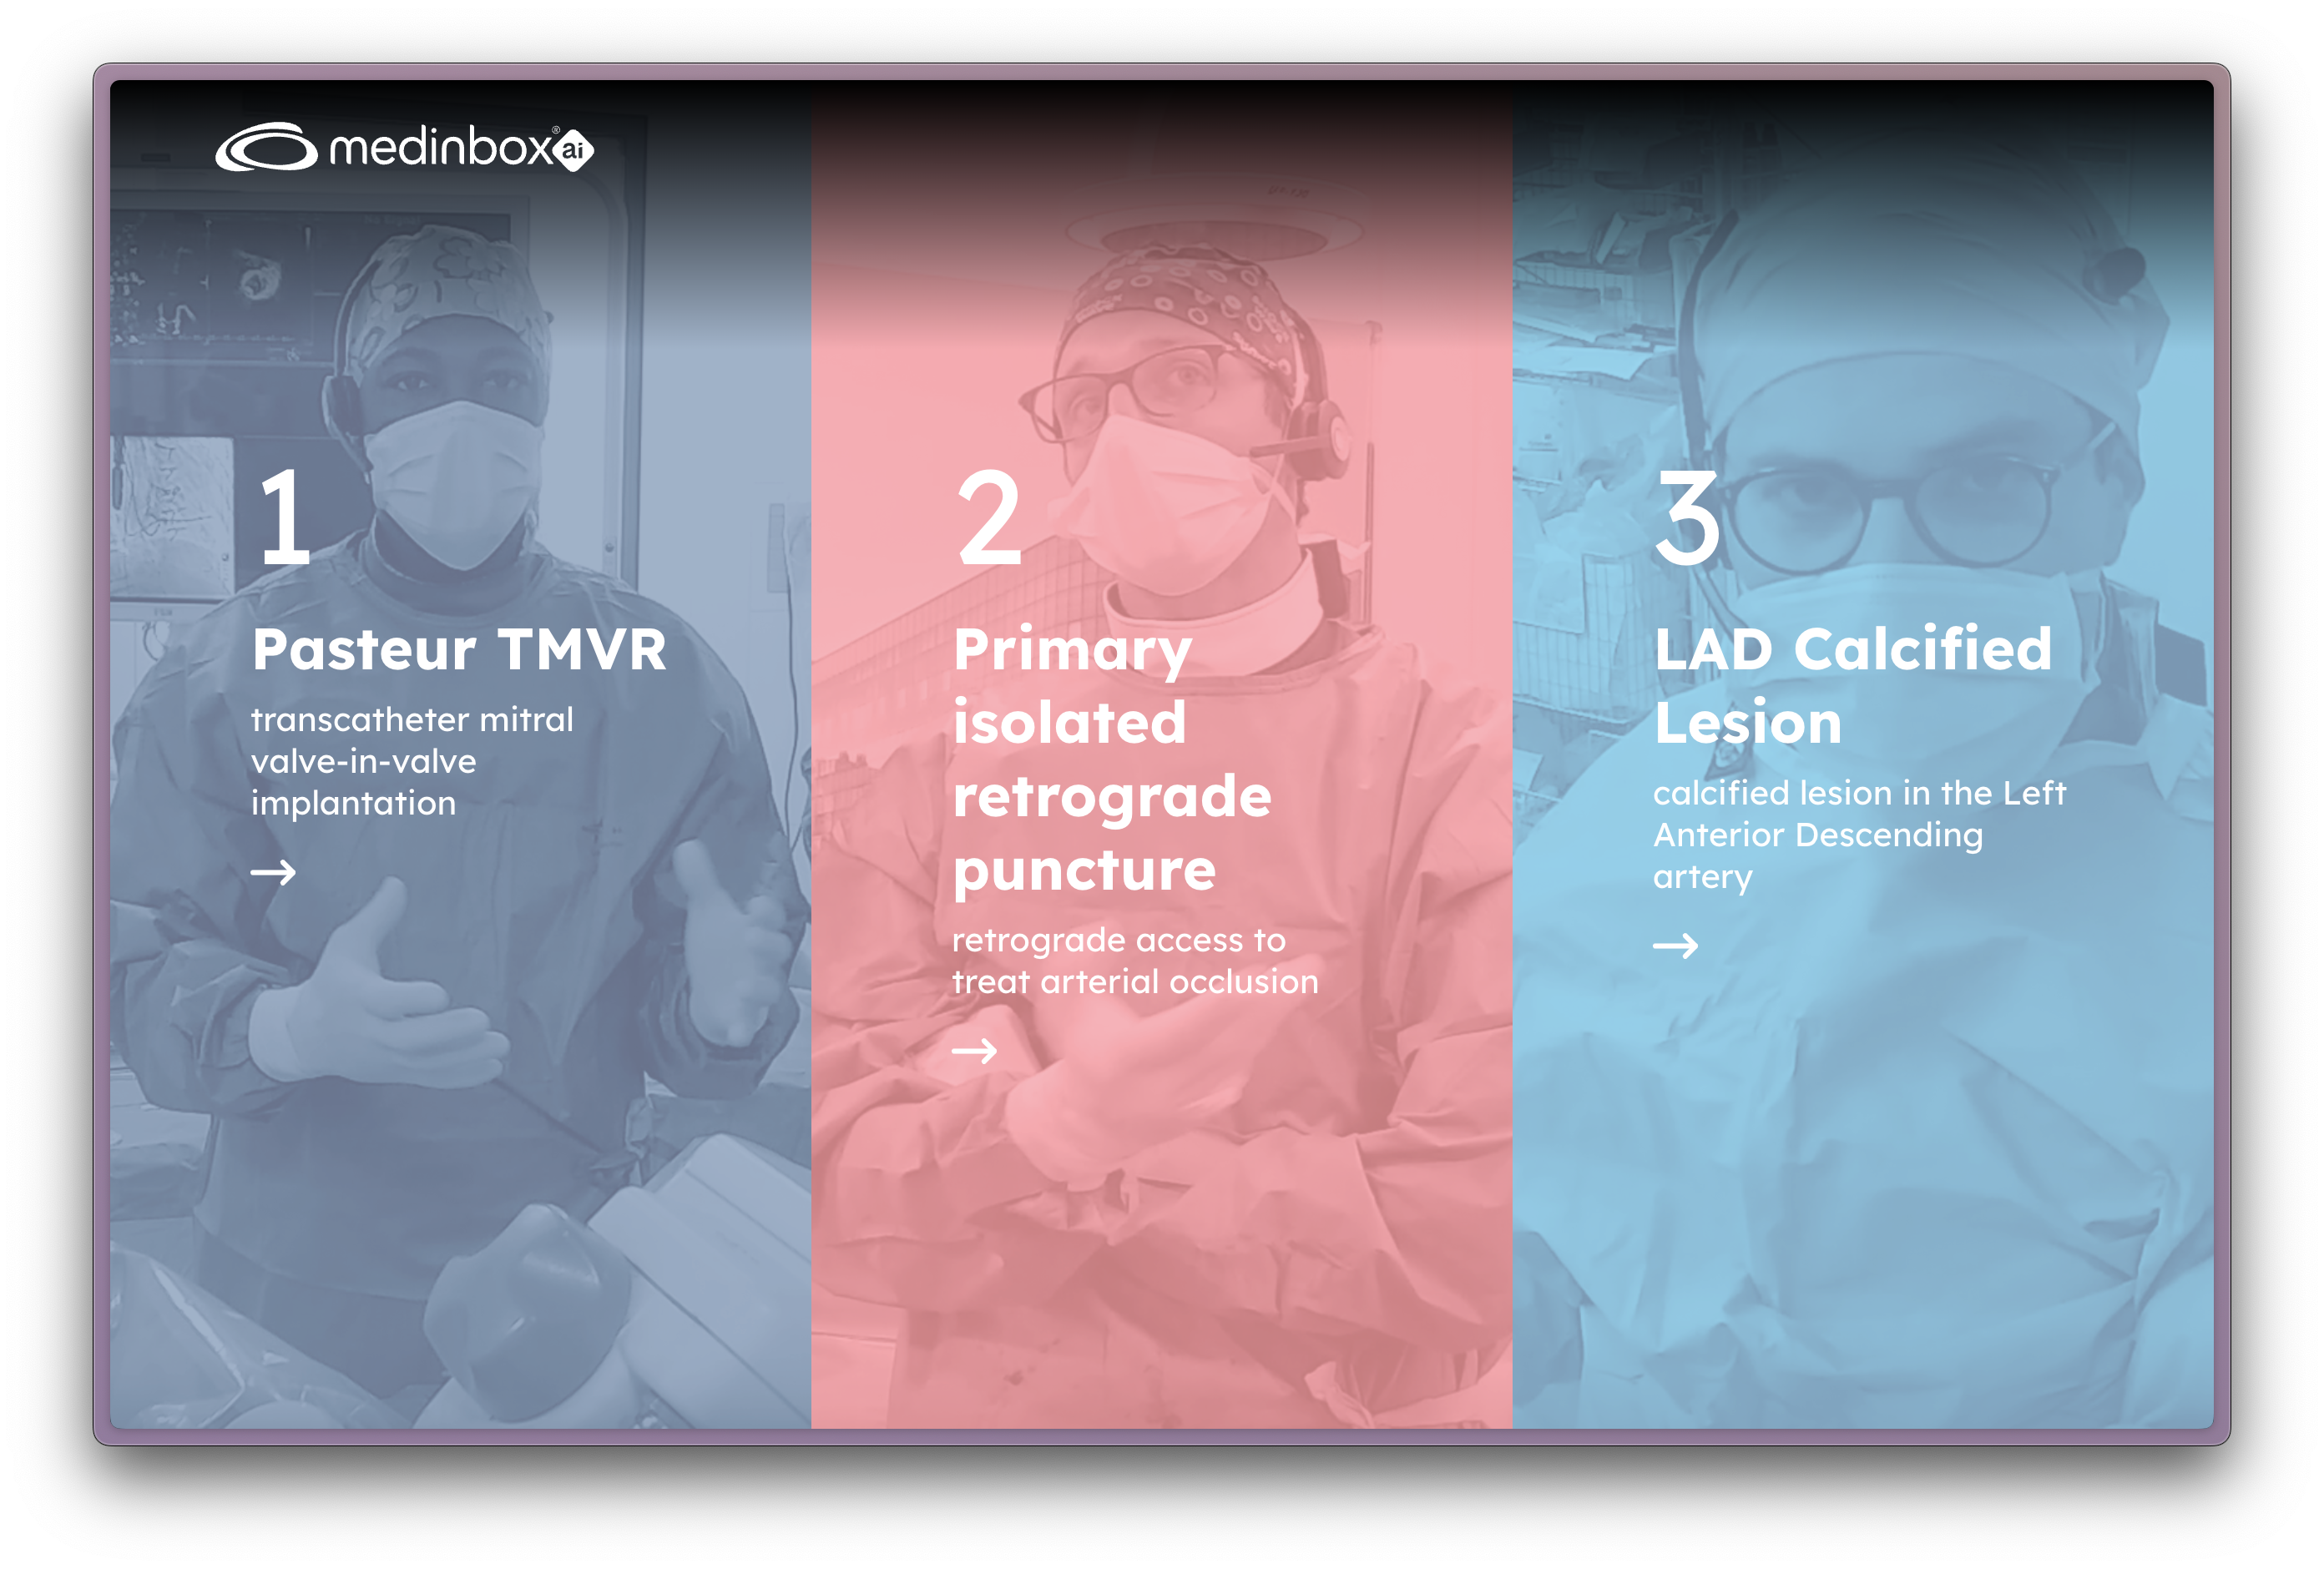 medinbox® ai
1
Pasteur TMVR
transcatheter mitral
valve-in-valve
implantation
→
2
Primary
isolated
retrograde
puncture
retrograde access to
treat arterial occlusion
→
3
LAD Calcified
Lesion
calcified lesion in the Left
Anterior Descending
artery
→